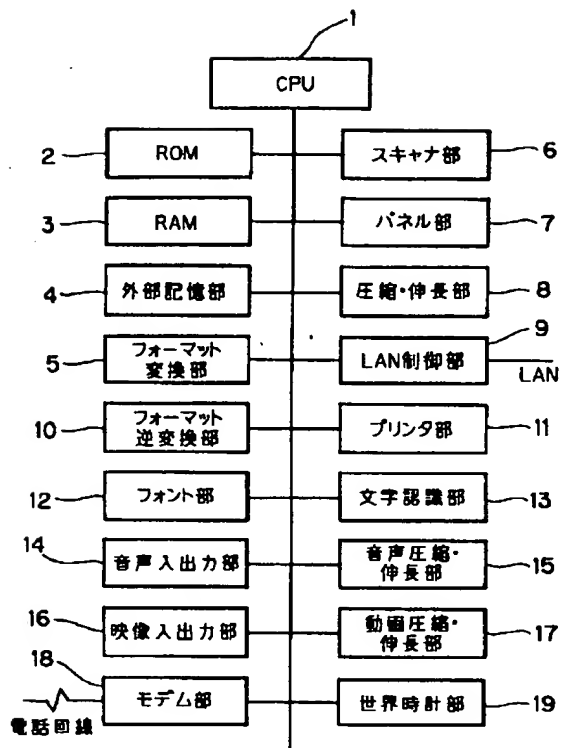 1
CPU
2
ROM
スキャナ部
6
3
RAM
パネル部
7
4
外部記憶部
圧縮・伸長部
8
9
5
フォーマット
変換部
LAN制御部
LAN
10
フォーマット
逆変換部
プリンタ部
11
12
フォント部
文字認識部
13
14
音声入出力部
音声圧縮・
伸長部
15
16
映像入出力部
動画圧縮・
伸長部
17
18
モデム部
世界時計部
19
電話回線